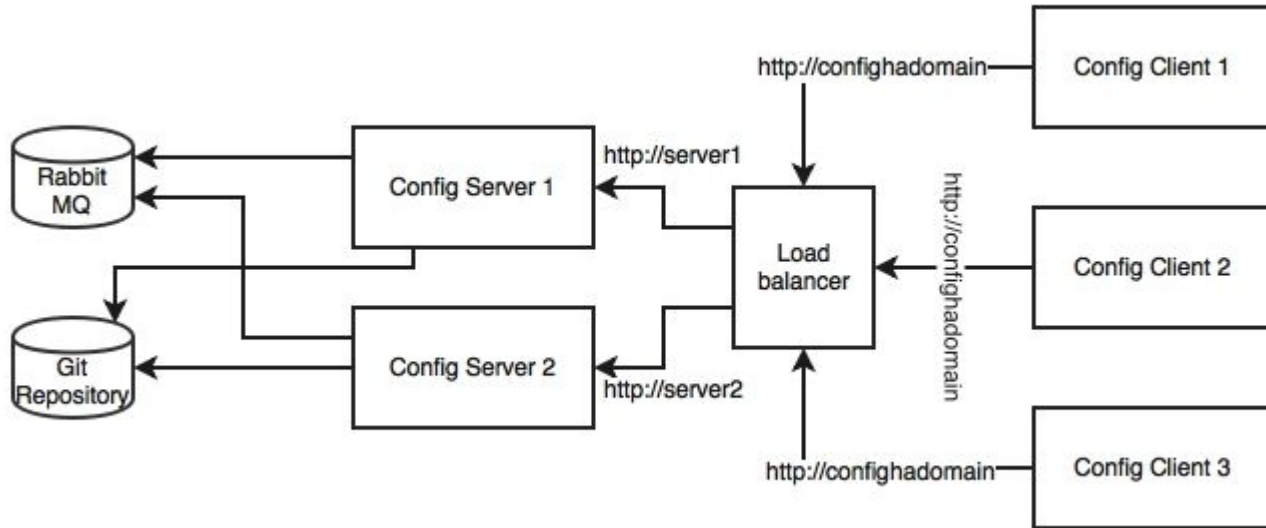 http://confighadomain
Config Client 1
Rabbit
MQ
Config Server 1
http://server1
Load
balancer
http://confighadomain
Config Client 2
Git
Repository
Config Server 2
http://server2
http://confighadomain
Config Client 3